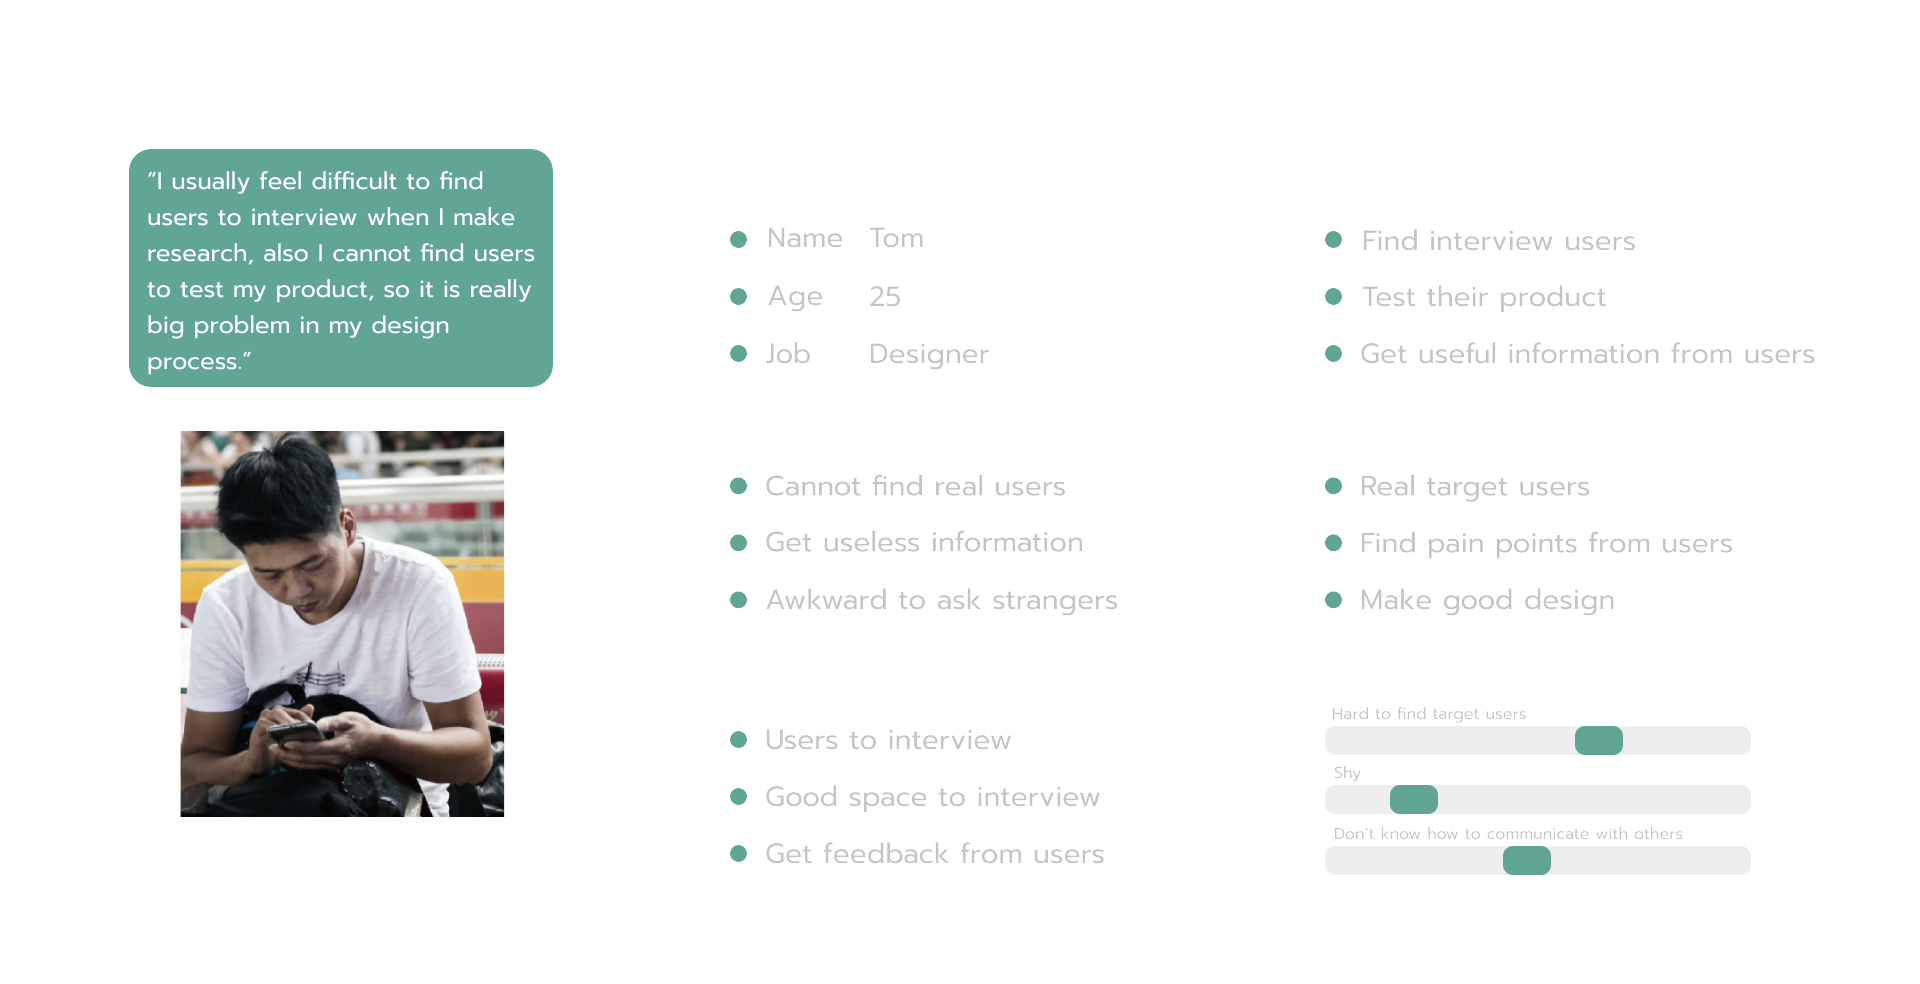 “I usually feel difficult to find
users to interview when I make
research, also I cannot find users
to test my product, so it is really
big problem in my design
process.”
Name Tom
Age 25
Job Designer
Cannot find real users
Get useless information
Awkward to ask strangers
Users to interview
Good space to interview
Get feedback from users
Find interview users
Test their product
Get useful information from users
Real target users
Find pain points from users
Make good design
Hard to find target users
Shy
Don’t know how to communicate with others